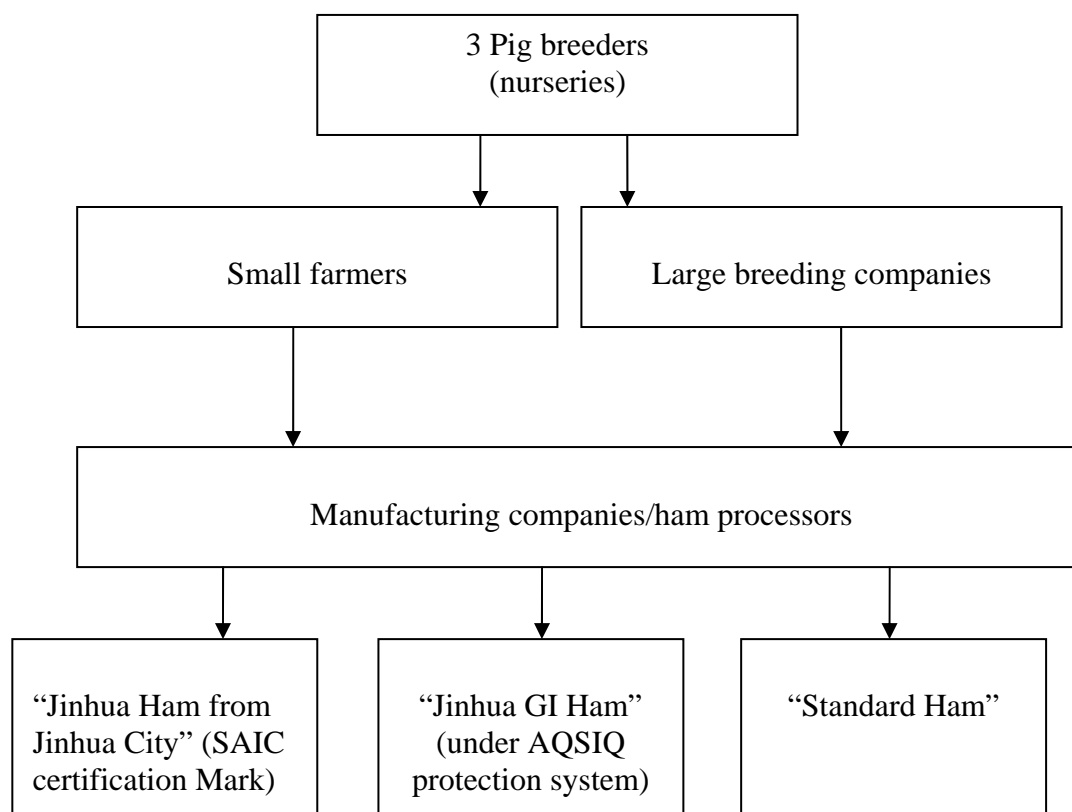 3 Pig breeders
(nurseries)
Small farmers
Large breeding companies
Manufacturing companies/ham processors
“Jinhua Ham from
Jinhua City” (SAIC
certification Mark)
“Jinhua GI Ham”
(under AQSIQ
protection system)
“Standard Ham”